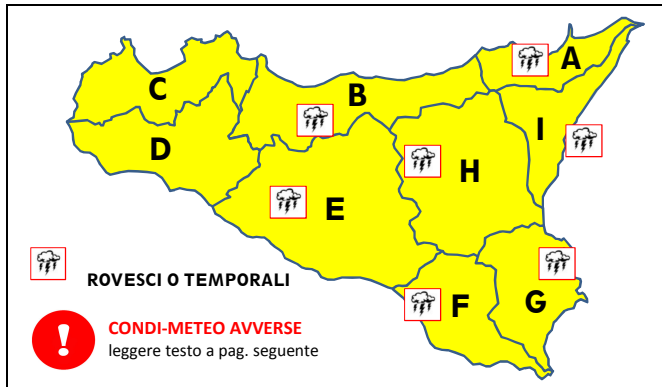 A
C
B
I
D
H
E
ROVESCI O TEMPORALI
F
G
CONDI-METEO AVVERSE
leggere testo a pag. seguente